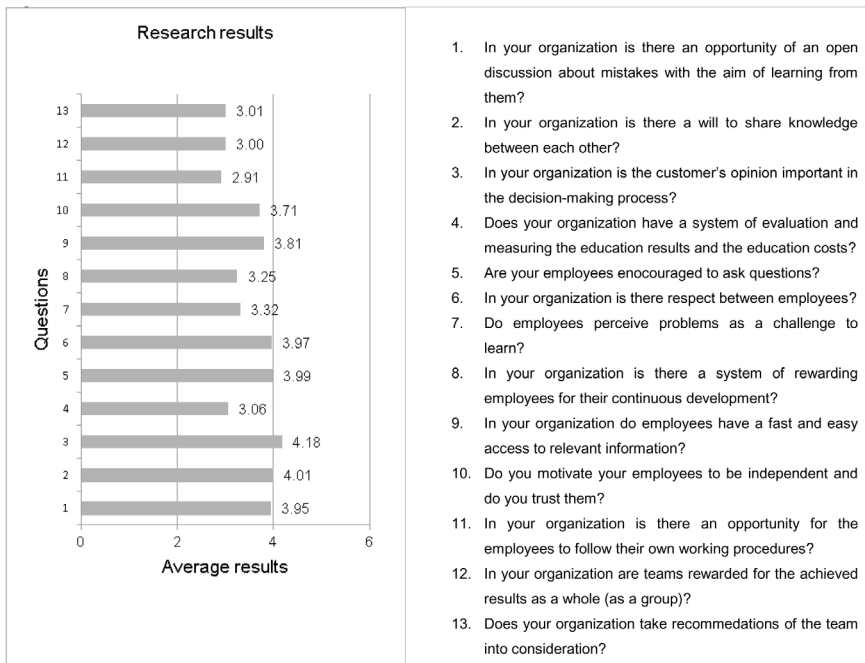 Research results
13
3.01
12
3.00
11
2.91
10
3.71
9
3.81
8
3.25
7
3.32
6
3.97
5
3.99
4
3.06
3
4.18
2
4.01
1
3.95
Questions
0 2 4 6
Average results
1. In your organization is there an opportunity of an open
discussion about mistakes with the aim of learning from
them?
2. In your organization is there a will to share knowledge
between each other?
3. In your organization is the customer's opinion important in
the decision-making process?
4. Does your organization have a system of evaluation and
measuring the education results and the education costs?
5. Are your employees enocouraged to ask questions?
6. In your organization is there respect between employees?
7. Do employees perceive problems as a challenge to
learn?
8. In your organization is there a system of rewarding
employees for their continuous development?
9. In your organization do employees have a fast and easy
access to relevant information?
10. Do you motivate your employees to be independent and
do you trust them?
11. In your organization is there an opportunity for the
employees to follow their own working procedures?
12. In your organization are teams rewarded for the achieved
results as a whole (as a group)?
13. Does your organization take recommedations of the team
into consideration?